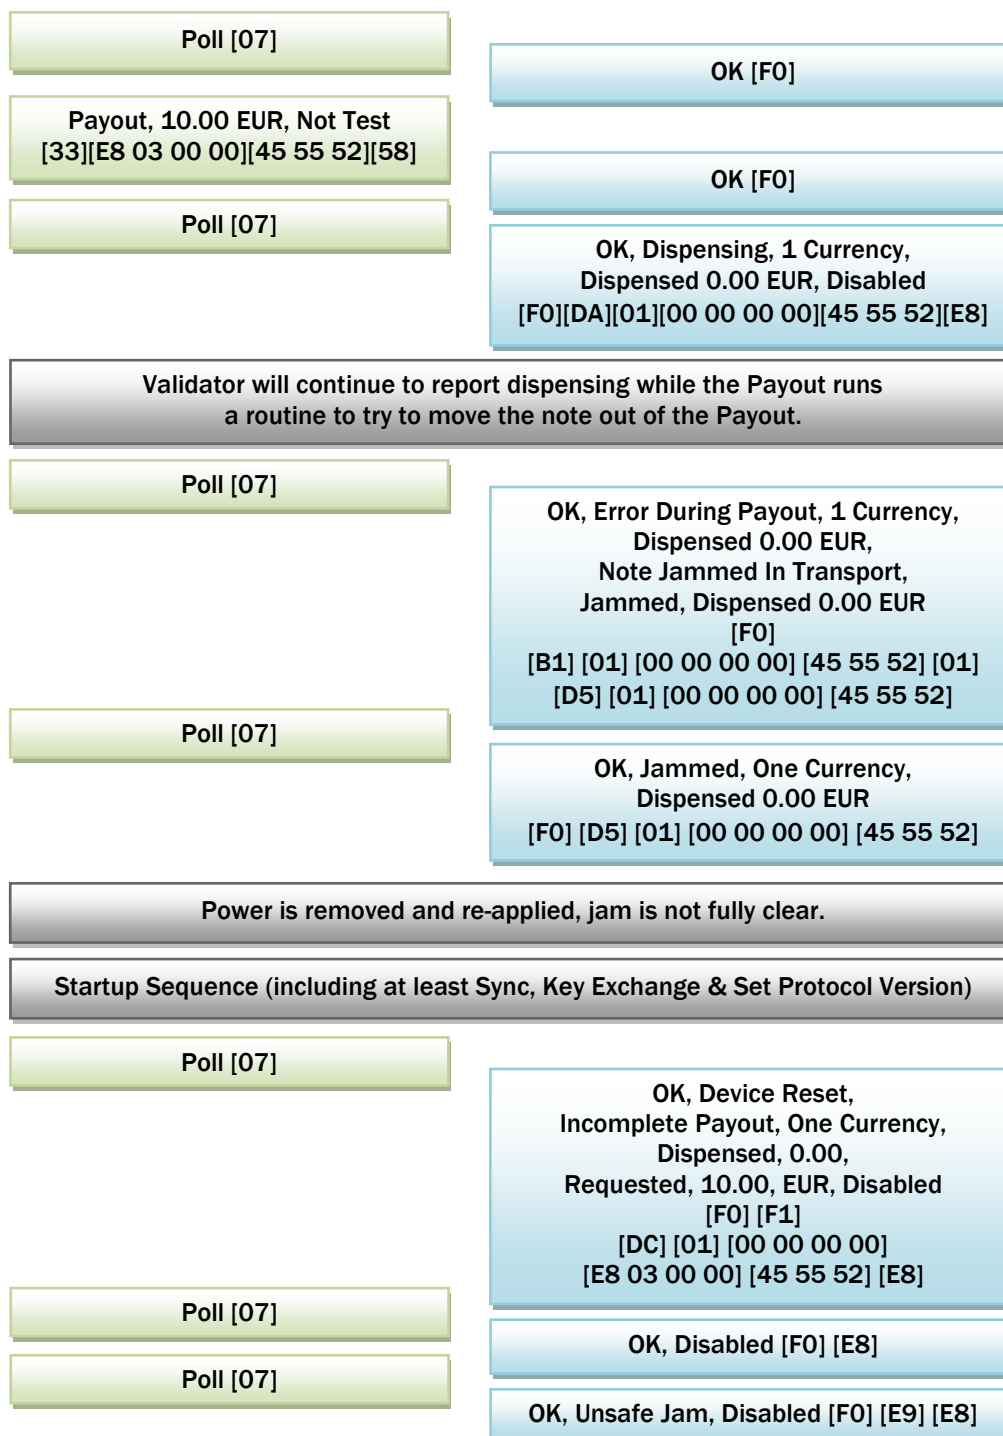 Poll [07]
OK [F0]
Payout, 10.00 EUR, Not Test
[33][E8 03 00 00][45 55 52][58]
OK [F0]
Poll [07]
OK, Dispensing, 1 Currency,
Dispensed 0.00 EUR, Disabled
[F0][DA][01][00 00 00 00][45 55 52][E8]
Validator will continue to report dispensing while the Payout runs
a routine to try to move the note out of the Payout.
Poll [07]
OK, Error During Payout, 1 Currency,
Dispensed 0.00 EUR,
Note Jammed In Transport,
Jammed, Dispensed 0.00 EUR
[F0]
[B1] [01] [00 00 00 00] [45 55 52] [01]
[D5] [01] [00 00 00 00] [45 55 52]
Poll [07]
OK, Jammed, One Currency,
Dispensed 0.00 EUR
[F0] [D5] [01] [00 00 00 00] [45 55 52]
Power is removed and re-applied, jam is not fully clear.
Startup Sequence (including at least Sync, Key Exchange & Set Protocol Version)
Poll [07]
OK, Device Reset,
Incomplete Payout, One Currency,
Dispensed, 0.00,
Requested, 10.00, EUR, Disabled
[F0] [F1]
[DC] [01] [00 00 00 00]
[E8 03 00 00] [45 55 52] [E8]
Poll [07]
OK, Disabled [F0] [E8]
Poll [07]
OK, Unsafe Jam, Disabled [F0] [E9] [E8]